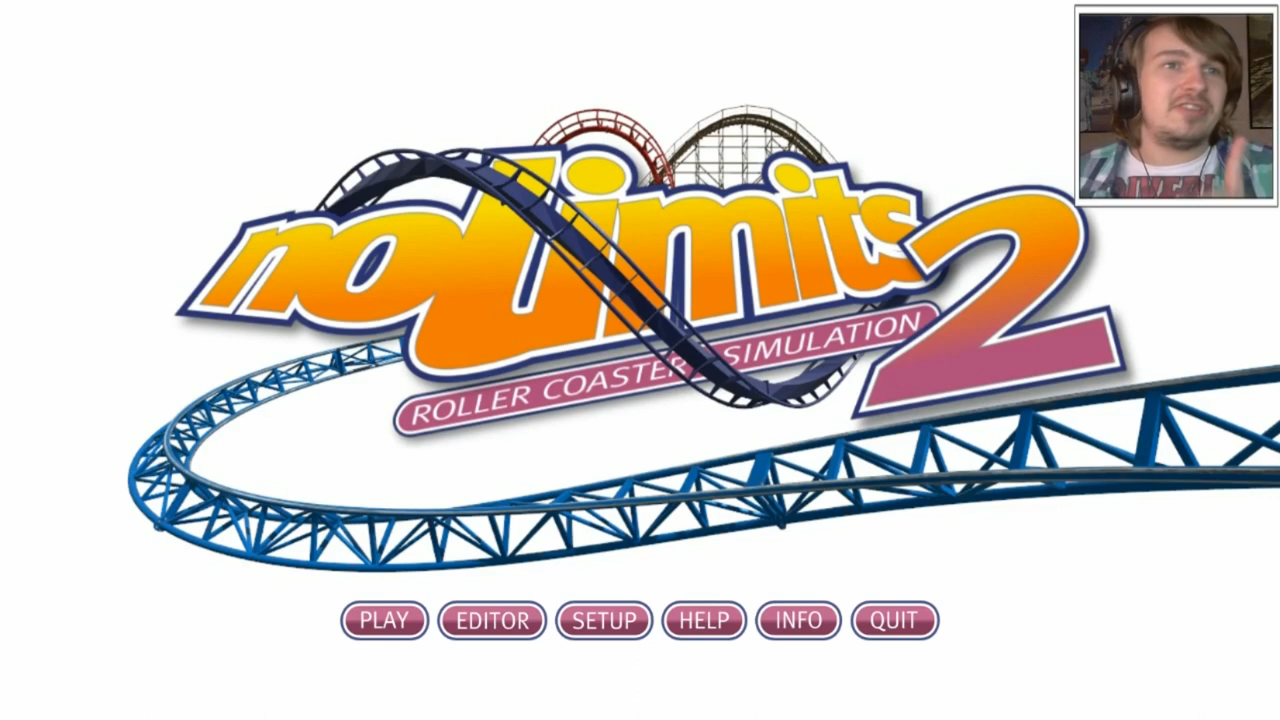 noLimits 2
ROLLER COASTER SIMULATION
PLAY EDITOR SETUP HELP INFO QUIT